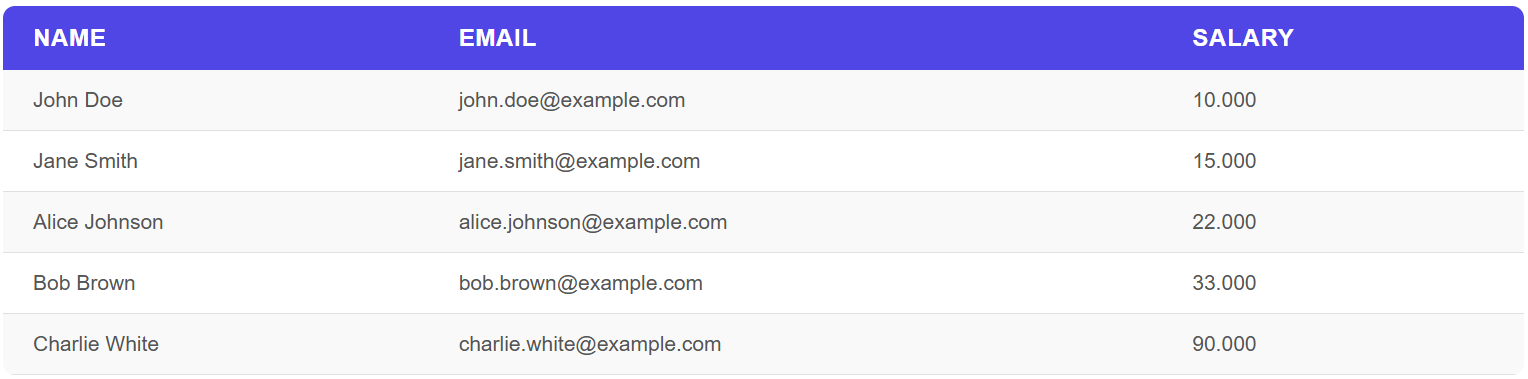 NAME EMAIL SALARY
John Doe john.doe@example.com 10.000
Jane Smith jane.smith@example.com 15.000
Alice Johnson alice.johnson@example.com 22.000
Bob Brown bob.brown@example.com 33.000
Charlie White charlie.white@example.com 90.000